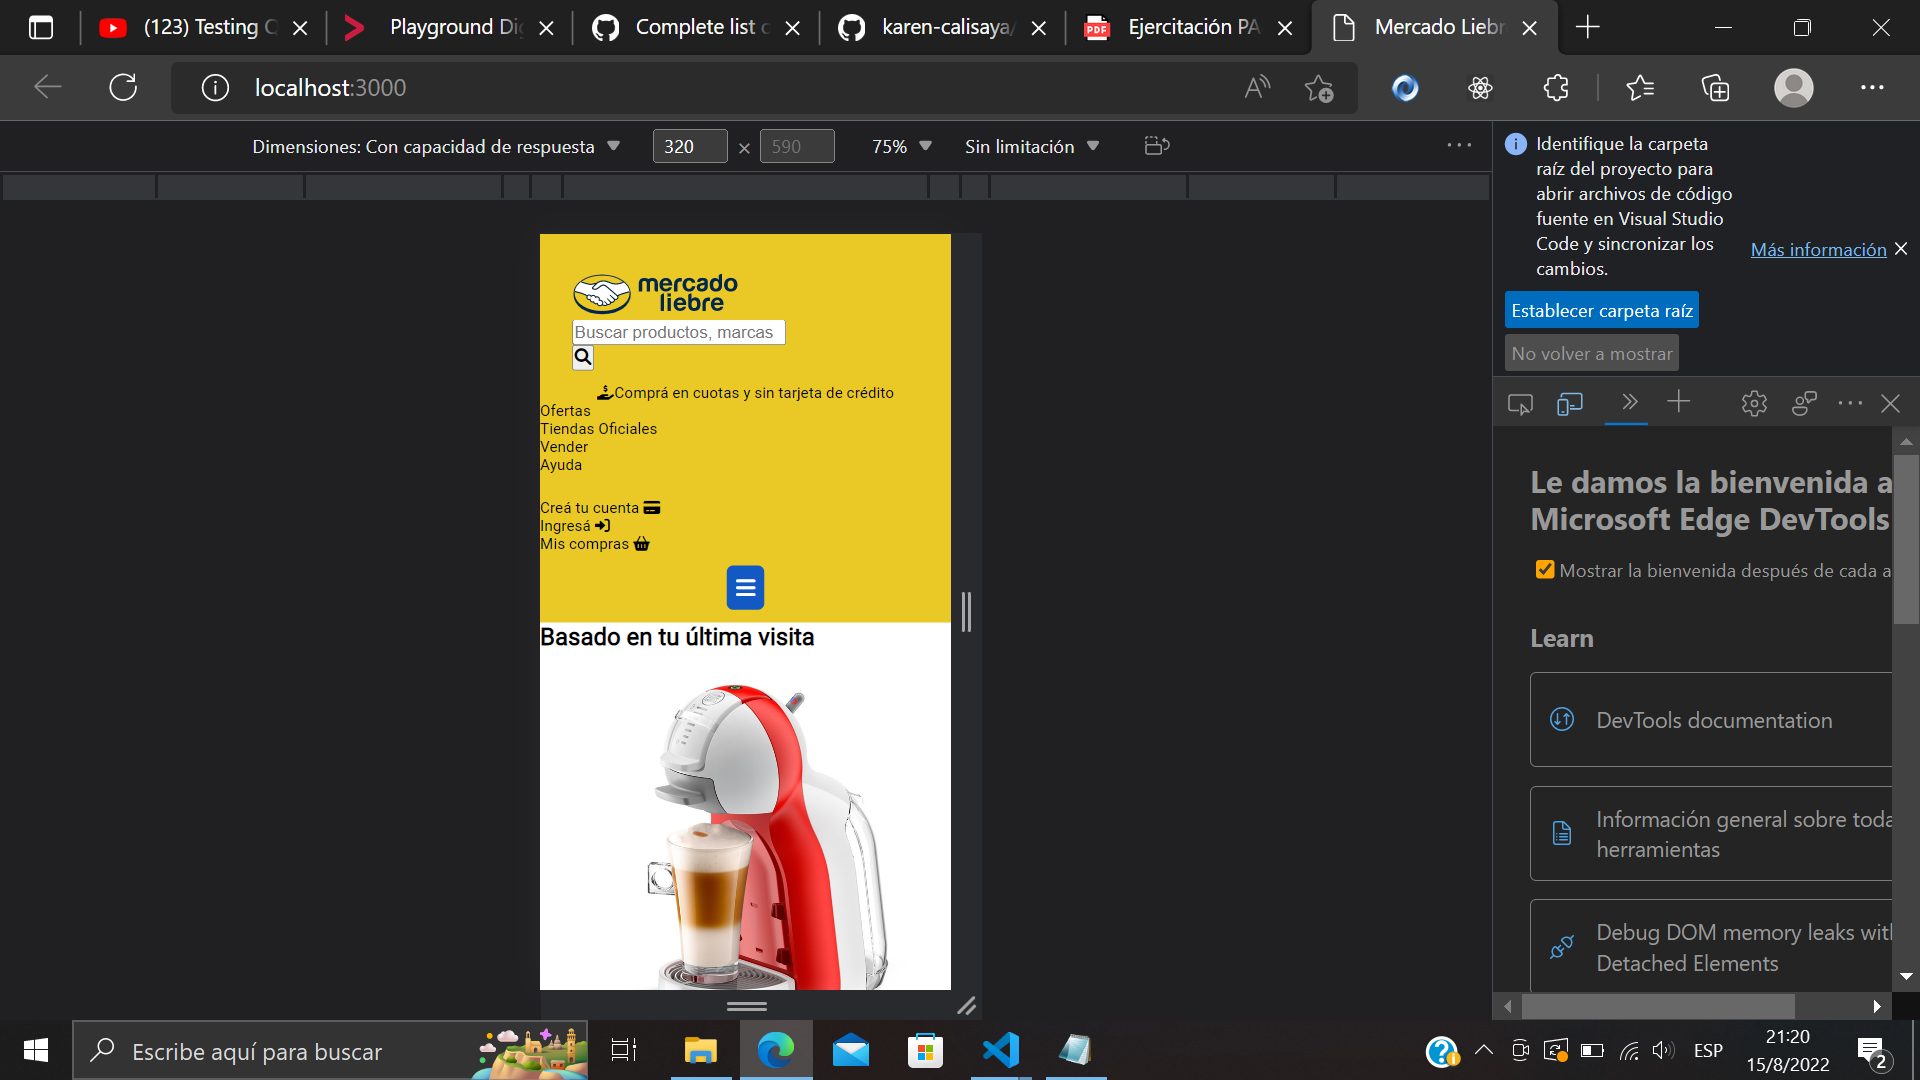 (123) Testing C
Playground Di
Complete list o
karen-calisaya/
PDF
Ejercitación PA
Mercado Liebr
localhost:3000
Dimensiones: Con capacidad de respuesta
320 × 590
75%
Sin limitación
Identifique la carpeta
raíz del proyecto para
abrir archivos de código
fuente en Visual Studio
Code y sincronizar los
cambios.
Más información
Establecer carpeta raíz
No volver a mostrar
mercado
liebre
Buscar productos, marcas
Comprá en cuotas y sin tarjeta de crédito
Ofertas
Tiendas Oficiales
Vender
Ayuda
Creá tu cuenta
Ingresá
Mis compras
Basado en tu última visita
Le damos la bienvenida a
Microsoft Edge DevTools
Mostrar la bienvenida después de cada a
Learn
DevTools documentation
Información general sobre toda
herramientas
Debug DOM memory leaks wit
Detached Elements
Escribe aquí para buscar
ESP
21:20
15/8/2022
2